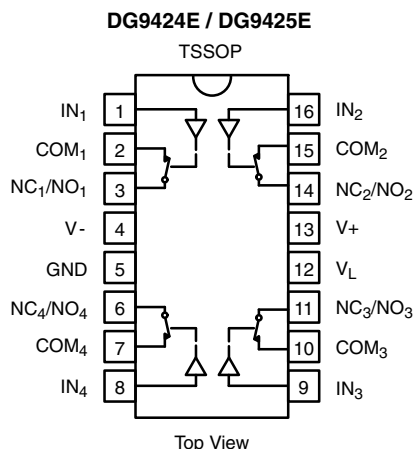 DG9424E / DG9425E
TSSOP
IN1 1 16 IN2
COM1 2 15 COM2
NC1/NO1 3 14 NC2/NO2
V- 4 13 V+
GND 5 12 VL
NC4/NO4 6 11 NC3/NO3
COM4 7 10 COM3
IN4 8 9 IN3
Top View